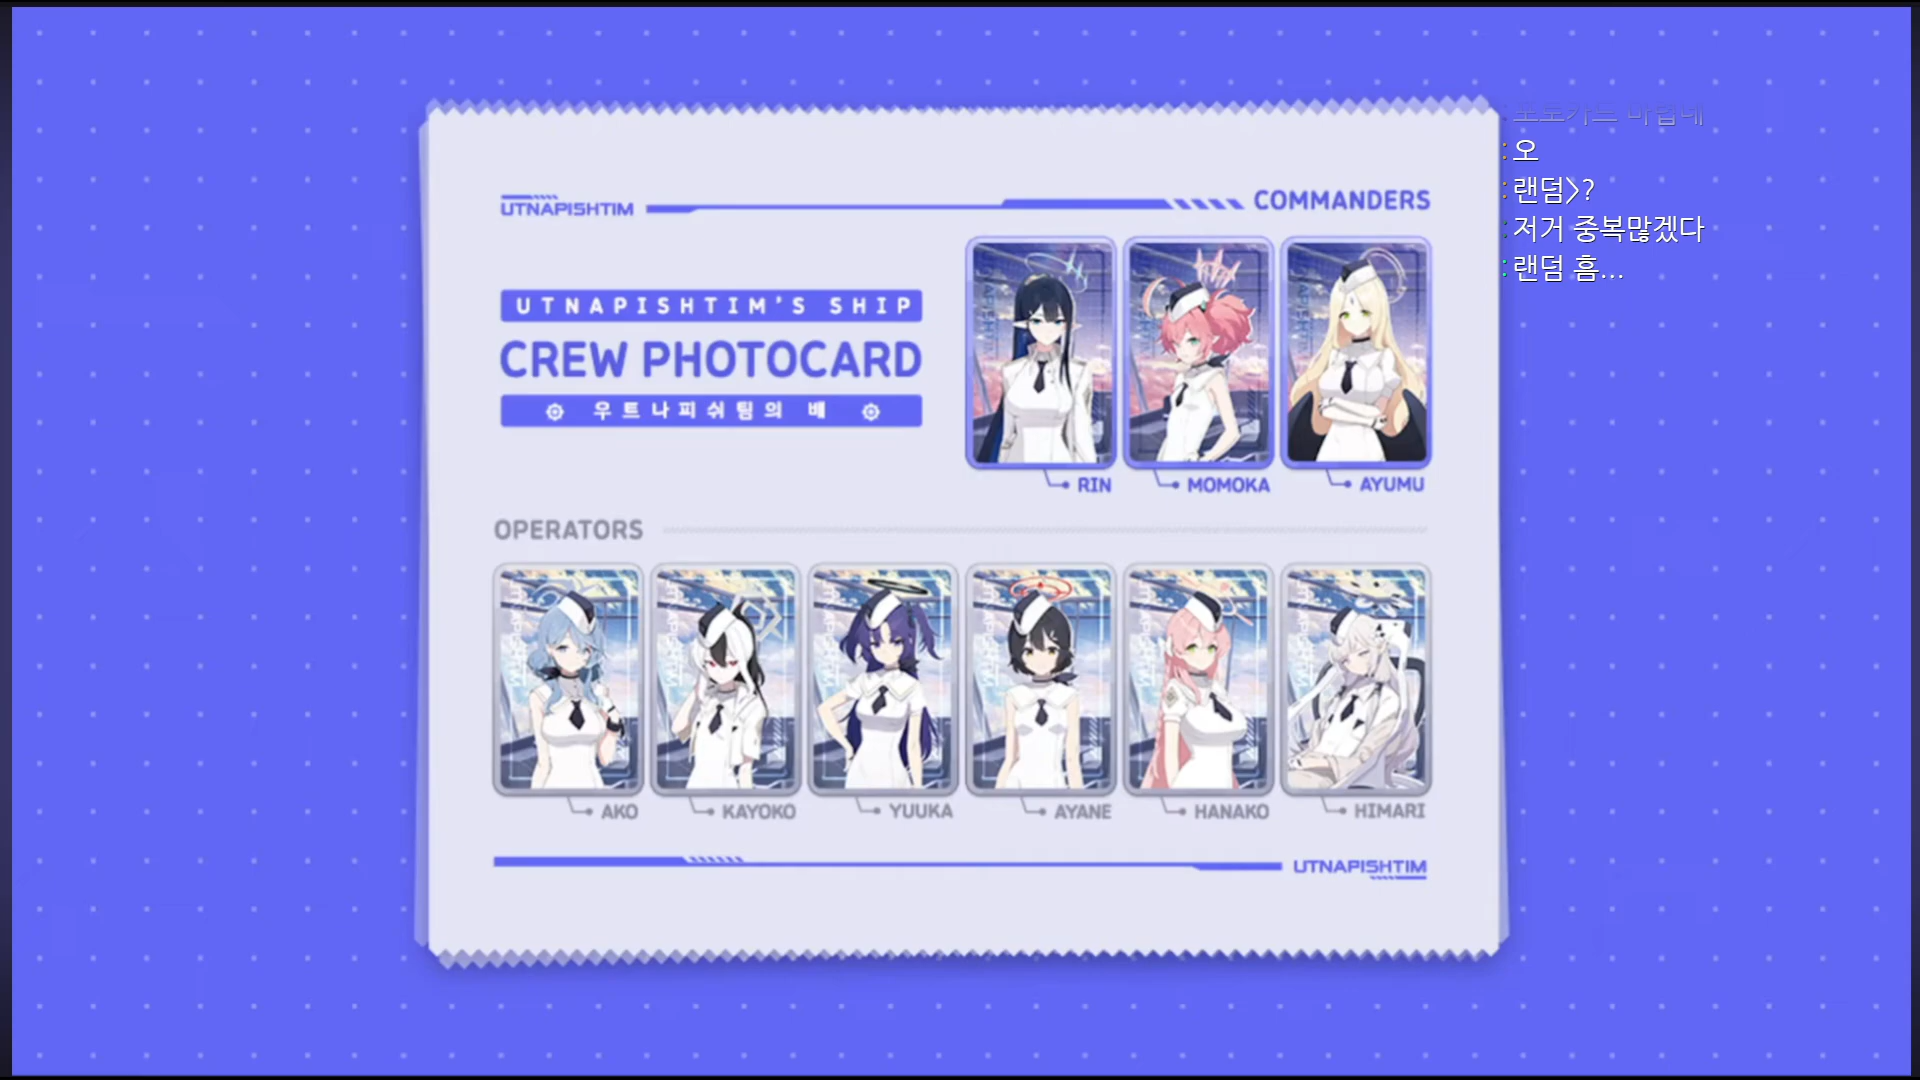 UTNAPISHTIM
COMMANDERS
UTNAPISHTIM'S SHIP
CREW PHOTOCARD
우트나피쉬팀의 배
RIN
MOMOKA
AYUMU
OPERATORS
AKO
KAYOKO
YUUKA
AYANE
HANAKO
HIMARI
UTNAPISHTIM
: 오
: 랜덤>?
: 저거 중복많겠다
: 랜덤 흠...